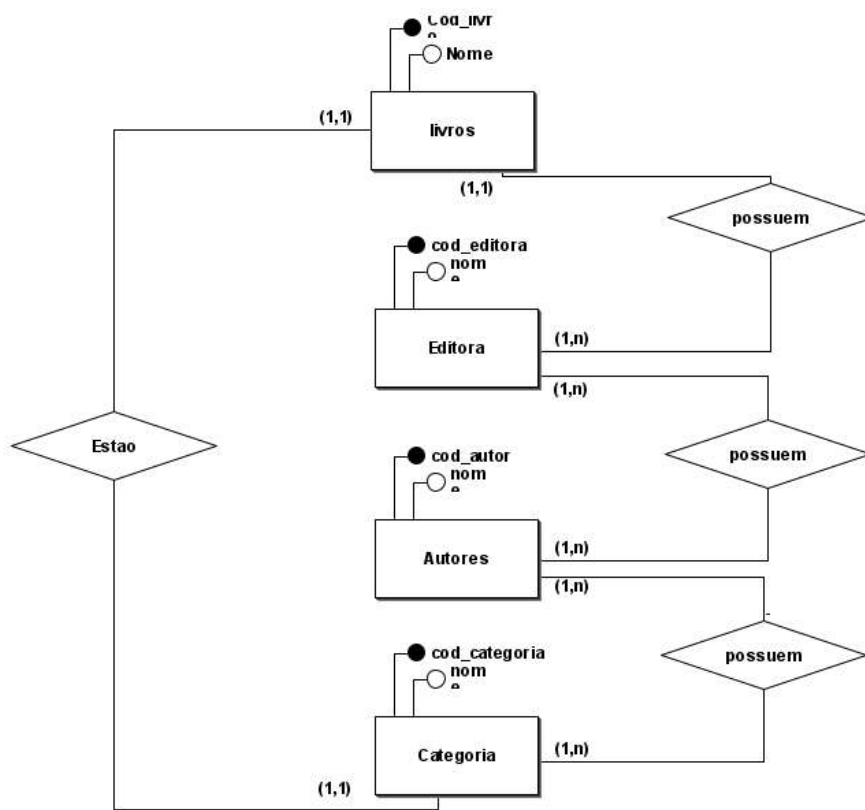 Cod_livr
o
Nome
(1,1)
livros
(1,1)
possuem
cod_editora
nom
e
(1,n)
Editora
(1,n)
Estao
cod_autor
nom
e
possuem
(1,n)
Autores
(1,n)
cod_categoria
nom
e
possuem
(1,n)
Categoria
(1,1)